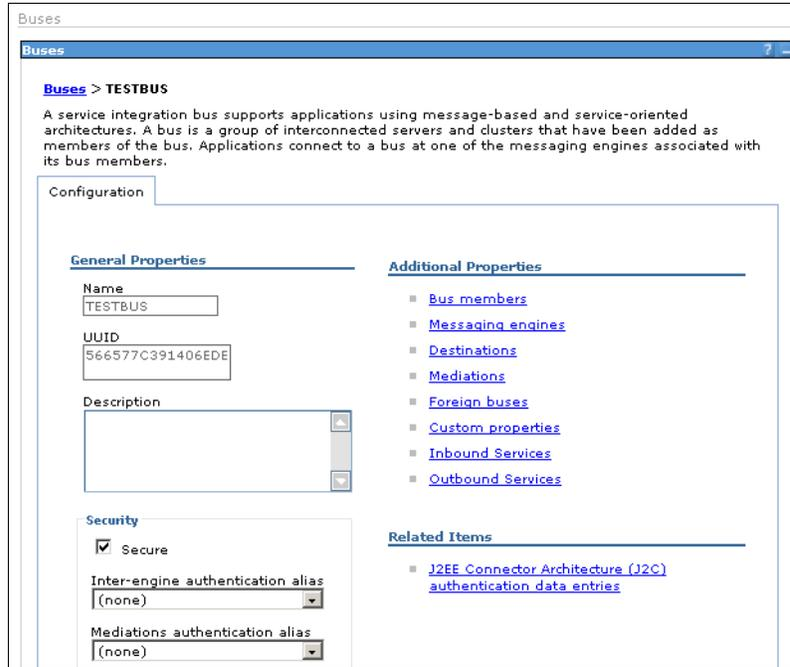 Buses
Buses
? –
Buses > TESTBUS
A service integration bus supports applications using message-based and service-oriented
architectures. A bus is a group of interconnected servers and clusters that have been added as
members of the bus. Applications connect to a bus at one of the messaging engines associated with
its bus members.
Configuration
General Properties
Name
TESTBUS
UUID
566577C391406EDE
Description
Security
Secure
Inter-engine authentication alias
(none)
Mediations authentication alias
(none)
Additional Properties
Bus members
Messaging engines
Destinations
Mediations
Foreign buses
Custom properties
Inbound Services
Outbound Services
Related Items
J2EE Connector Architecture (J2C)
authentication data entries